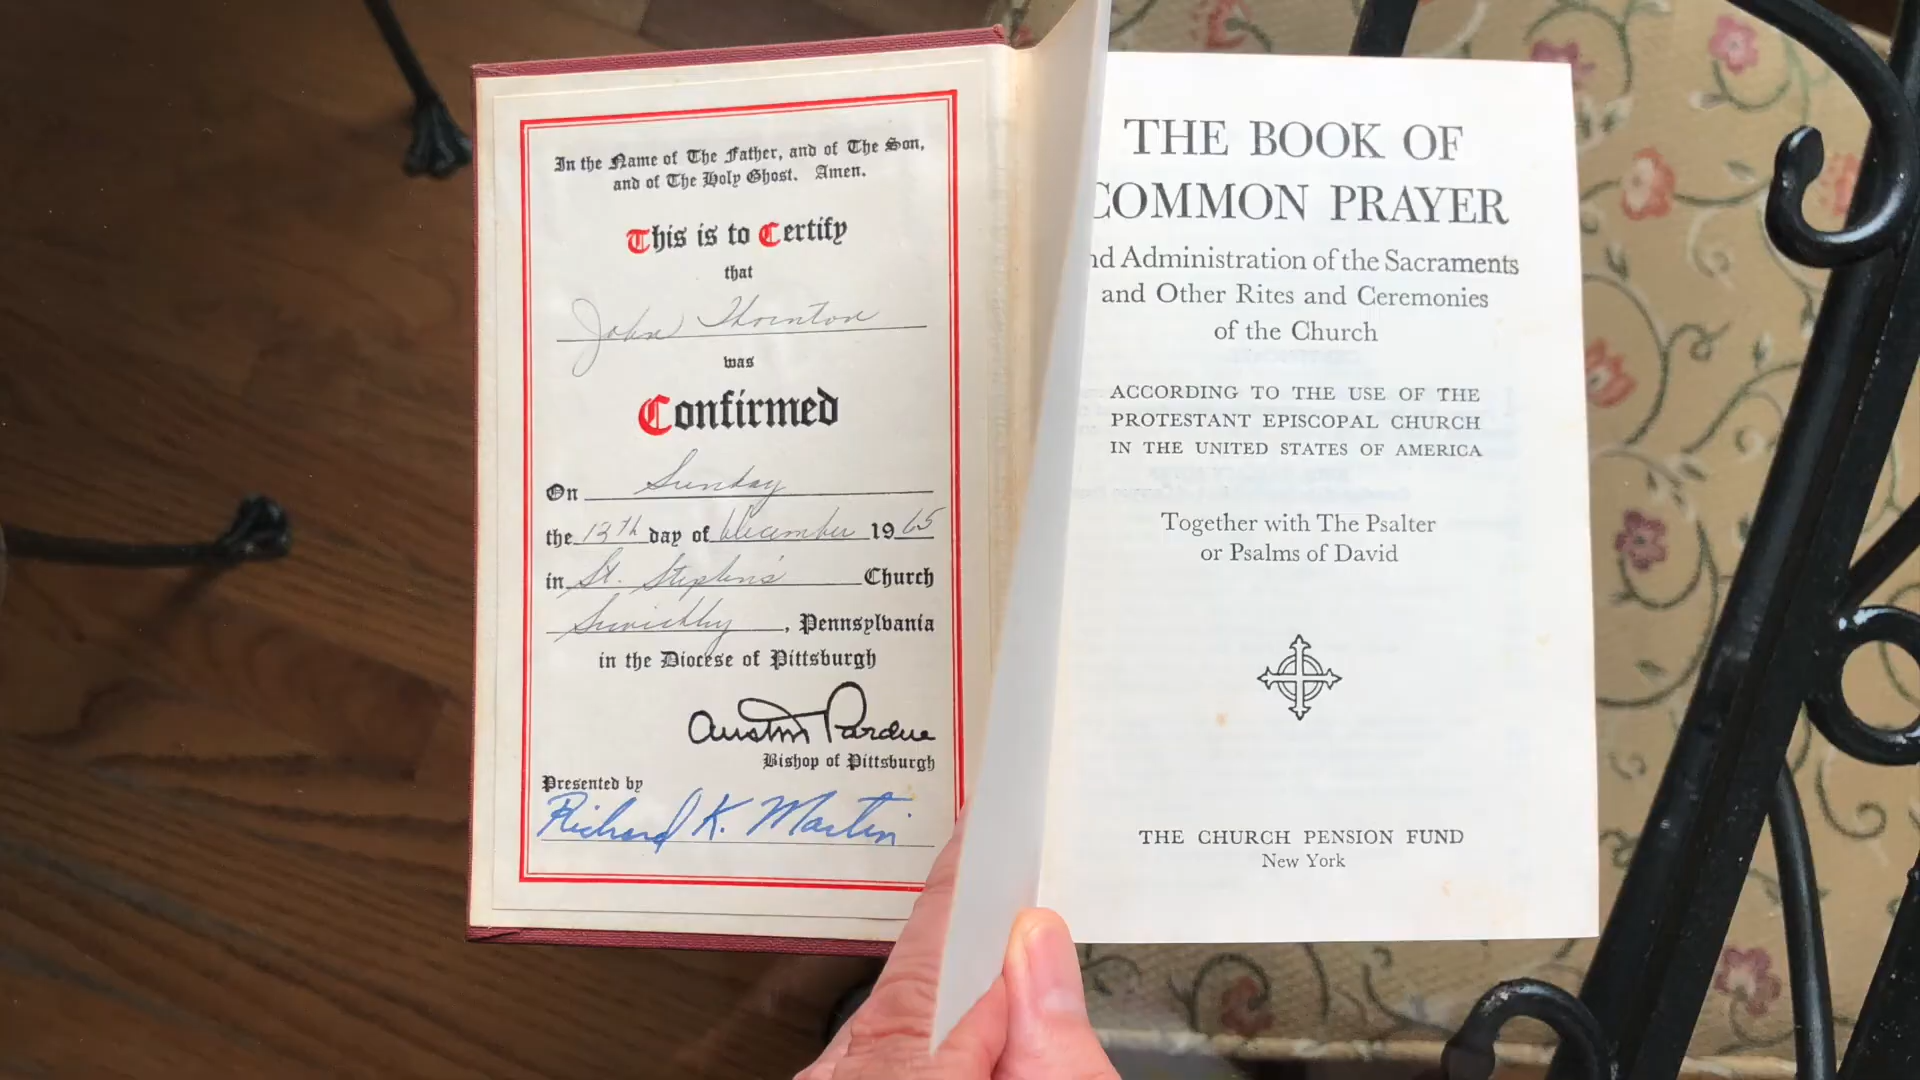 In the Name of The Father, and of The Son,
and of The Holy Ghost. Amen.
This is to Certify
that
John Thornton
was
Confirmed
On Sunday
the 12th day of December 1965
in St. Stephen's Church
Sewickly, Pennsylvania
in the Diocese of Pittsburgh
Austin Pardue
Bishop of Pittsburgh
Presented by
Richard K. Martin
THE BOOK OF
COMMON PRAYER
nd Administration of the Sacraments
and Other Rites and Ceremonies
of the Church
ACCORDING TO THE USE OF THE
PROTESTANT EPISCOPAL CHURCH
IN THE UNITED STATES OF AMERICA
Together with The Psalter
or Psalms of David
THE CHURCH PENSION FUND
New York